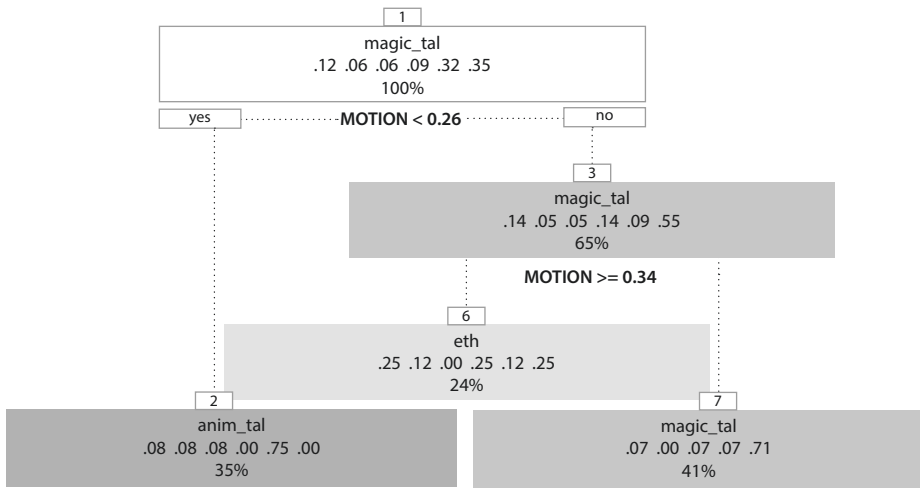 1
magic_tal
.12 .06 .06 .09 .32 .35
100%
yes MOTION < 0.26 no
3
magic_tal
.14 .05 .05 .14 .09 .55
65%
MOTION >= 0.34
6
eth
.25 .12 .00 .25 .12 .25
24%
2
anim_tal
.08 .08 .08 .00 .75 .00
35%
7
magic_tal
.07 .00 .07 .07 .71
41%